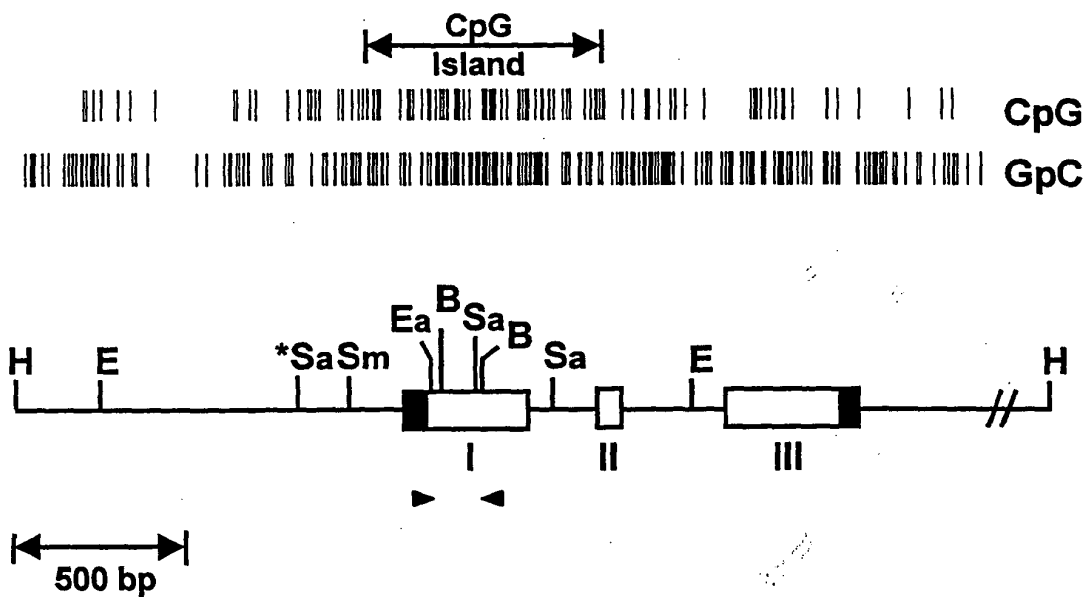 CpG
Island
CpG
GpC
H E *Sa Sm Ea B Sa B Sa E H
I II III
500 bp